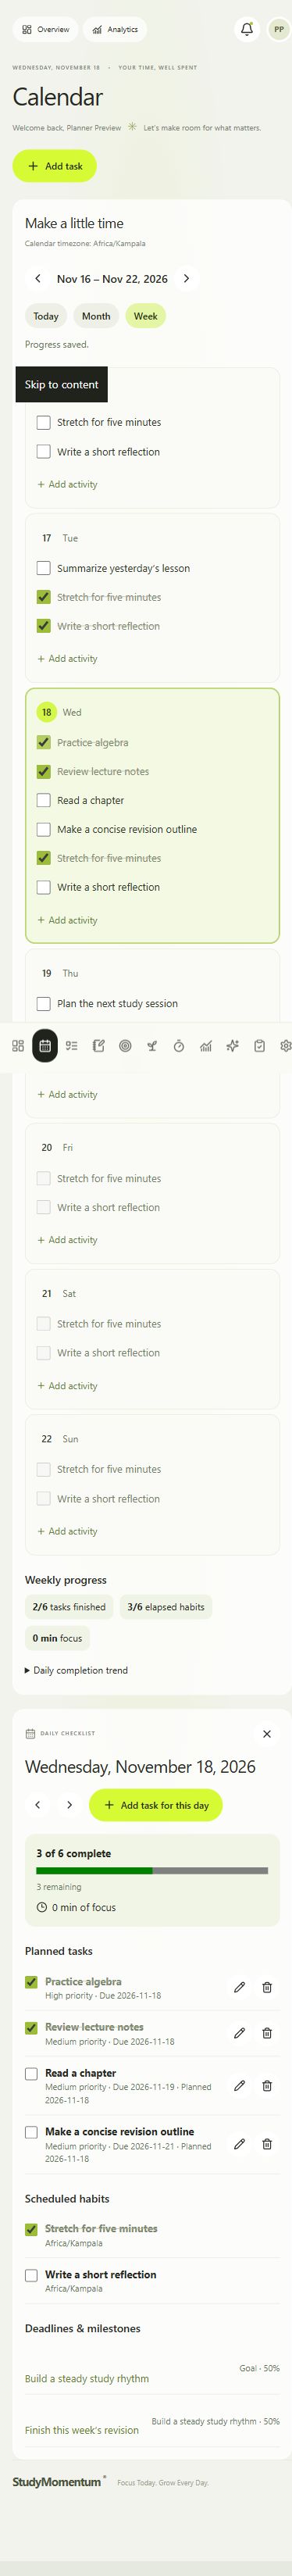 Overview
Analytics
PP
WEDNESDAY, NOVEMBER 18 • YOUR TIME, WELL SPENT
Calendar
Welcome back, Planner Preview Let's make room for what matters.
+ Add task
Make a little time
Calendar timezone: Africa/Kampala
Nov 16 – Nov 22, 2026
Today Month Week
Progress saved.
Skip to content
Stretch for five minutes
Write a short reflection
+ Add activity
17 Tue
Summarize yesterday's lesson
Stretch for five minutes
Write a short reflection
+ Add activity
18 Wed
Practice algebra
Review lecture notes
Read a chapter
Make a concise revision outline
Stretch for five minutes
Write a short reflection
+ Add activity
19 Thu
Plan the next study session
+ Add activity
20 Fri
Stretch for five minutes
Write a short reflection
+ Add activity
21 Sat
Stretch for five minutes
Write a short reflection
+ Add activity
22 Sun
Stretch for five minutes
Write a short reflection
+ Add activity
Weekly progress
2/6 tasks finished 3/6 elapsed habits
0 min focus
Daily completion trend
DAILY CHECKLIST
Wednesday, November 18, 2026
+ Add task for this day
3 of 6 complete
3 remaining
0 min of focus
Planned tasks
Practice algebra
High priority · Due 2026-11-18
Review lecture notes
Medium priority · Due 2026-11-18
Read a chapter
Medium priority · Due 2026-11-19 · Planned
2026-11-18
Make a concise revision outline
Medium priority · Due 2026-11-21 · Planned
2026-11-18
Scheduled habits
Stretch for five minutes
Africa/Kampala
Write a short reflection
Africa/Kampala
Deadlines & milestones
Goal · 50%
Build a steady study rhythm
Build a steady study rhythm · 50%
Finish this week's revision
StudyMomentum Focus Today. Grow Every Day.